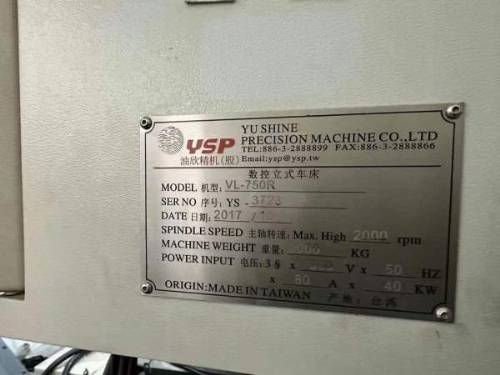 YSP
油欣精机(股)
YU SHINE
PRECISION MACHINE CO.,LTD
TEL:886-3-2888899 FAX:886-3-2888866
Email:ysp@ysp.tw
数控立式车床
MODEL 机型: VL-750R
SER NO 序号: YS -
DATE 日期: 2017 /
SPINDLE SPEED 主轴转速: Max. High 2000 rpm
MACHINE WEIGHT 重量: KG
POWER INPUT 电压: x V x 50 HZ
x 80 A x 40 KW
ORIGIN:MADE IN TAIWAN 产地:台湾